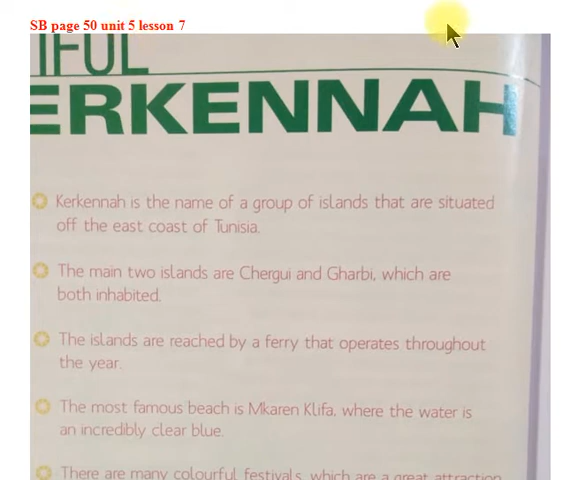 SB page 50 unit 5 lesson 7
IFUL
ERKENNAH
Kerkennah is the name of a group of islands that are situated
off the east coast of Tunisia.
The main two islands are Chergui and Gharbi, which are
both inhabited.
The islands are reached by a ferry that operates throughout
the year.
The most famous beach is Mkaren Klifa, where the water is
an incredibly clear blue.
There are many colourful festivals, which are a great attraction